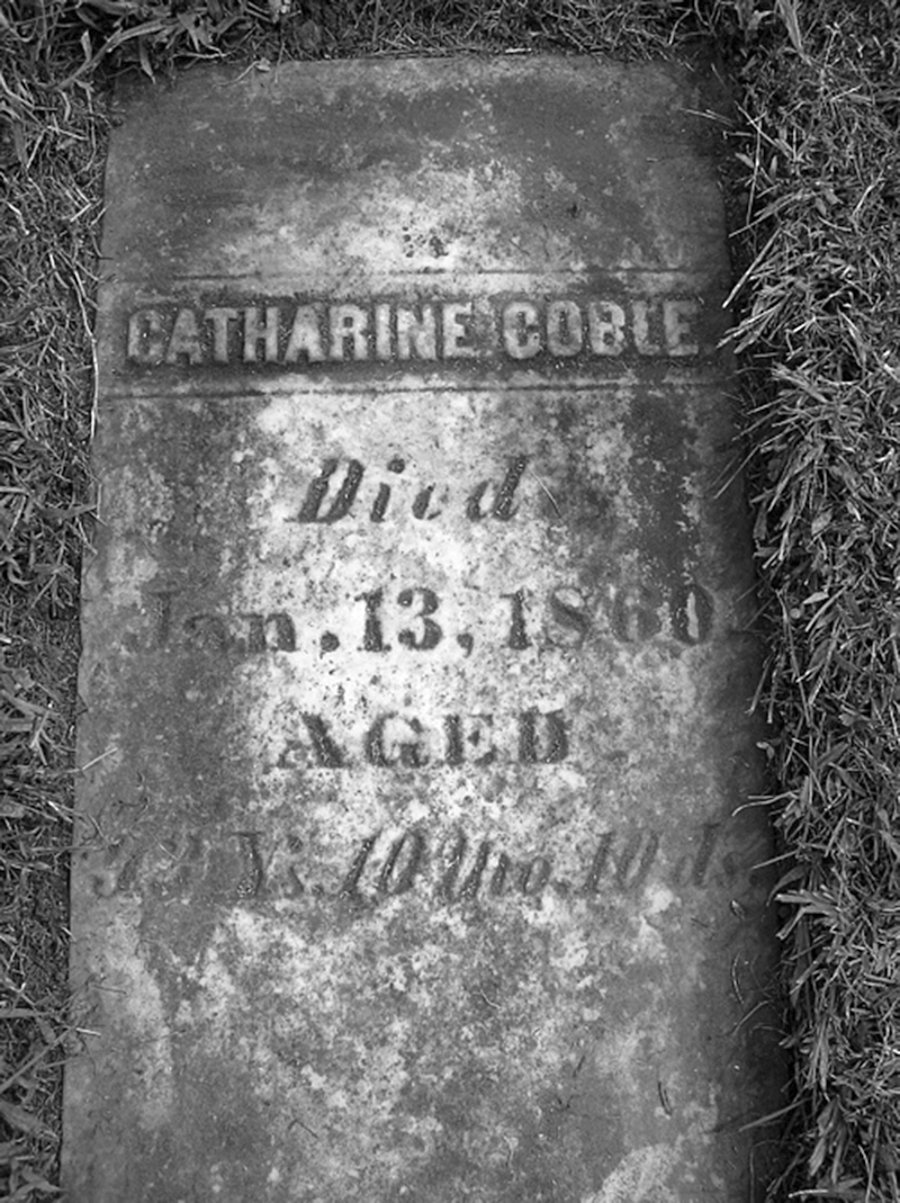 CATHARINE COBLE
Died
Jan. 13, 1860
AGED
Ys. 10 Mo. 10 ds.